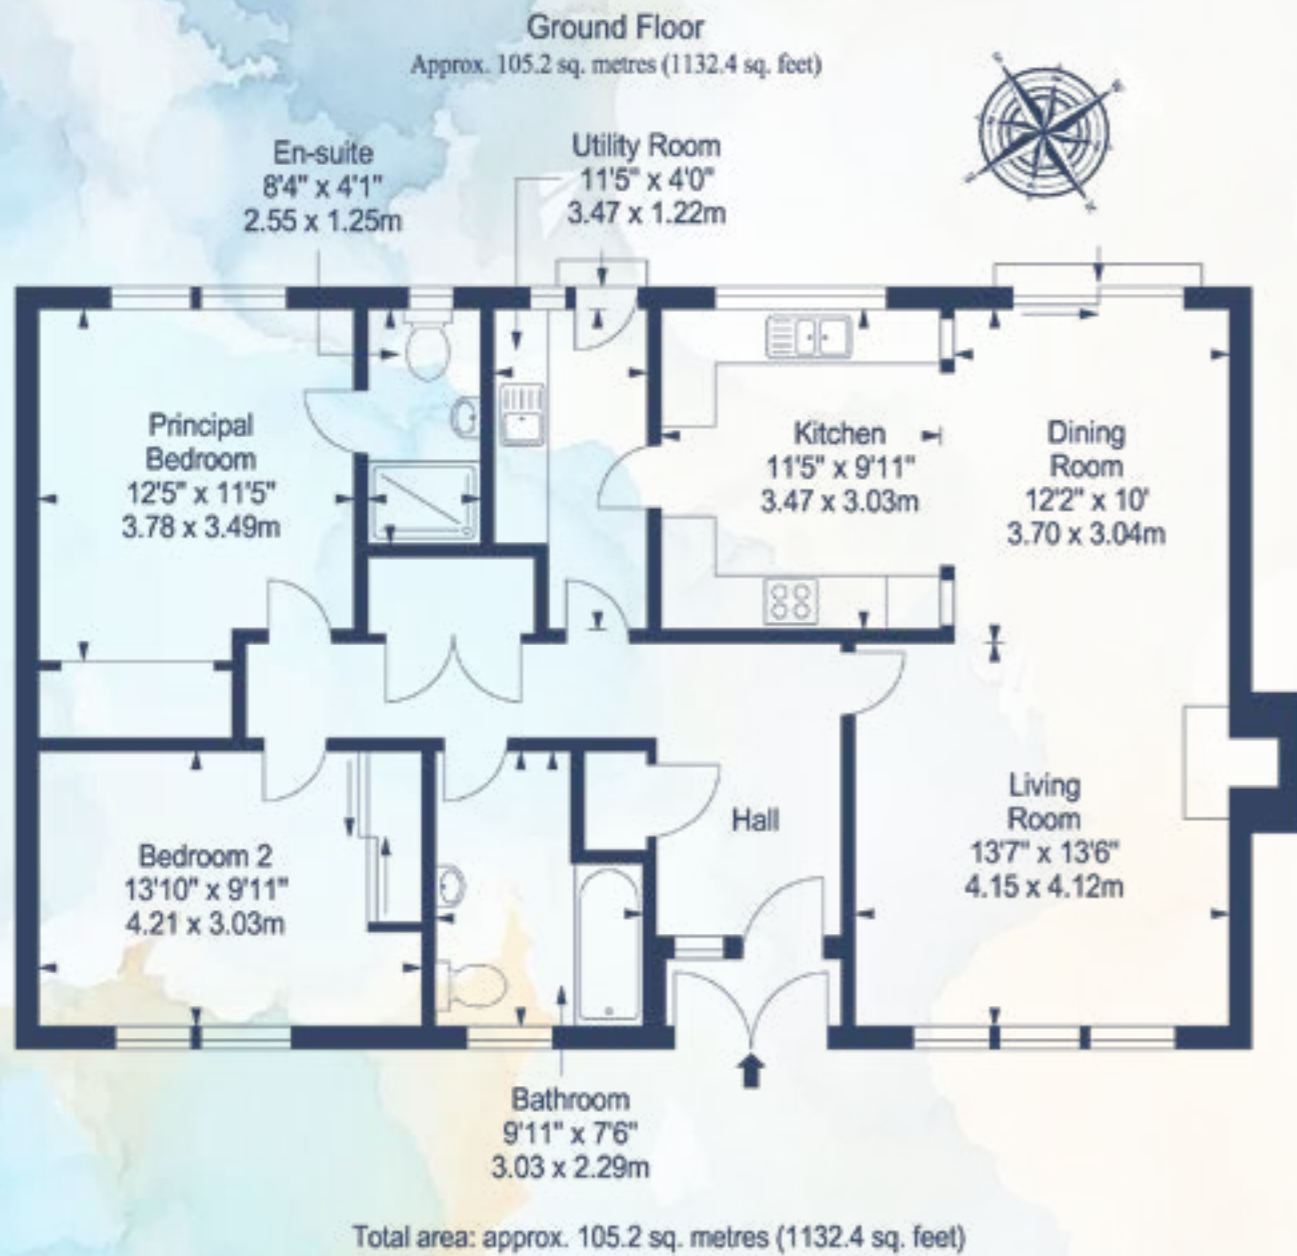 Ground Floor
Approx. 105.2 sq. metres (1132.4 sq. feet)
En-suite
8'4" x 4'1"
2.55 x 1.25m
Utility Room
11'5" x 4'0"
3.47 x 1.22m
Principal
Bedroom
12'5" x 11'5"
3.78 x 3.49m
Kitchen
11'5" x 9'11"
3.47 x 3.03m
Dining
Room
12'2" x 10'
3.70 x 3.04m
Living
Room
13'7" x 13'6"
4.15 x 4.12m
Hall
Bedroom 2
13'10" x 9'11"
4.21 x 3.03m
Bathroom
9'11" x 7'6"
3.03 x 2.29m
Total area: approx. 105.2 sq. metres (1132.4 sq. feet)